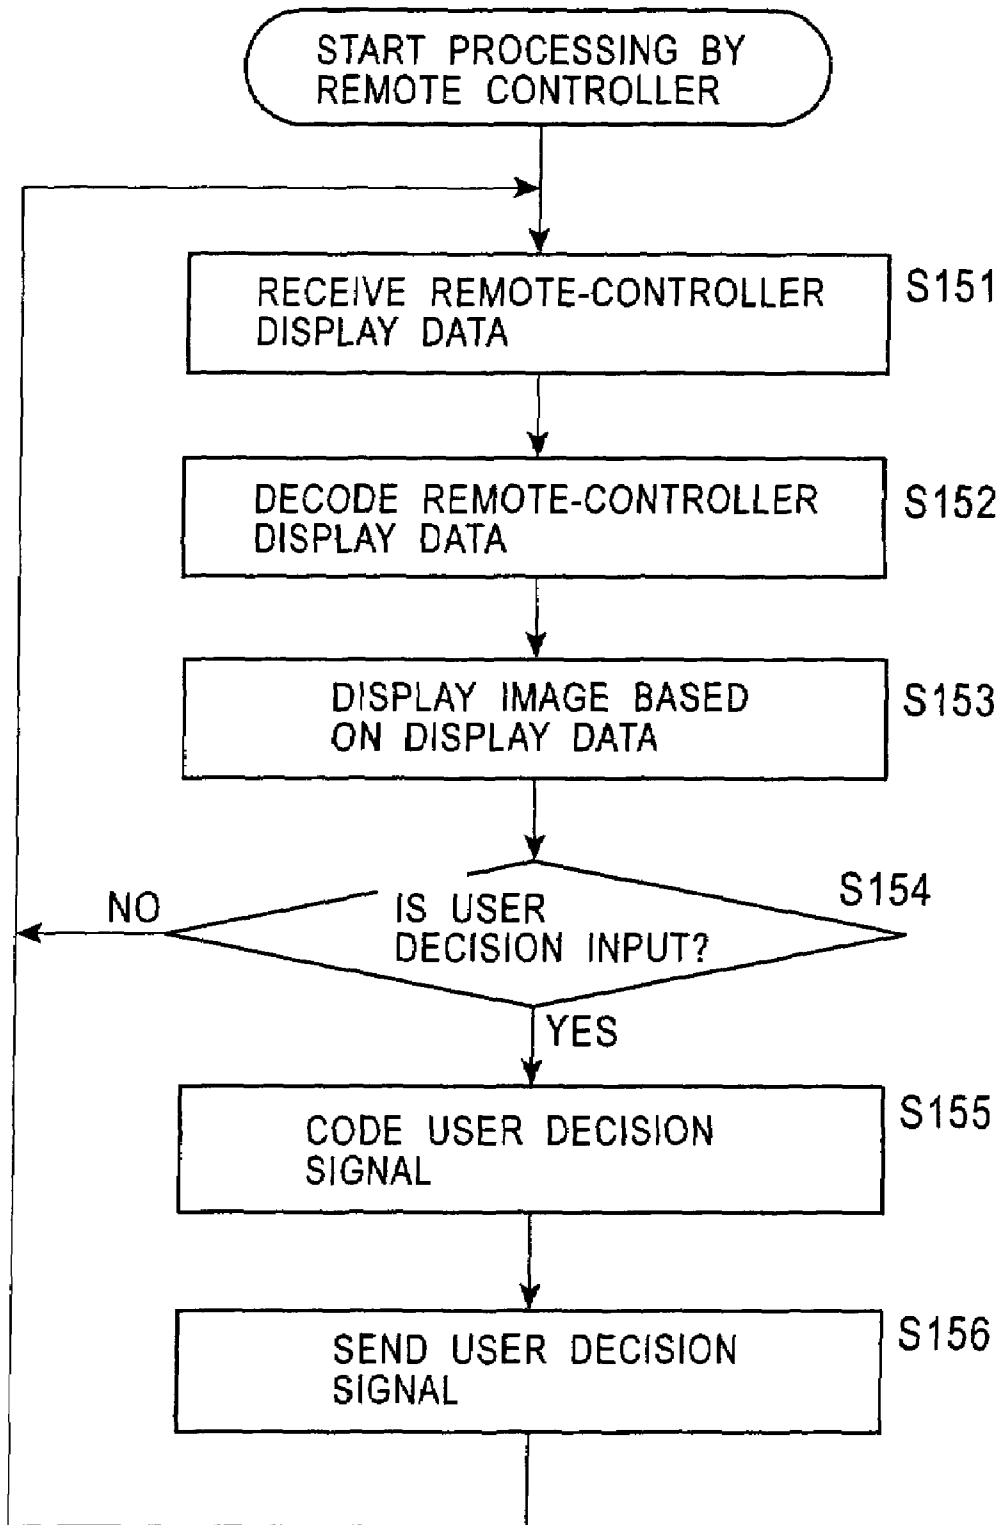 START PROCESSING BY
REMOTE CONTROLLER
RECEIVE REMOTE-CONTROLLER
DISPLAY DATA
S151
DECODE REMOTE-CONTROLLER
DISPLAY DATA
S152
DISPLAY IMAGE BASED
ON DISPLAY DATA
S153
S154
NO
IS USER
DECISION INPUT?
YES
CODE USER DECISION
SIGNAL
S155
SEND USER DECISION
SIGNAL
S156